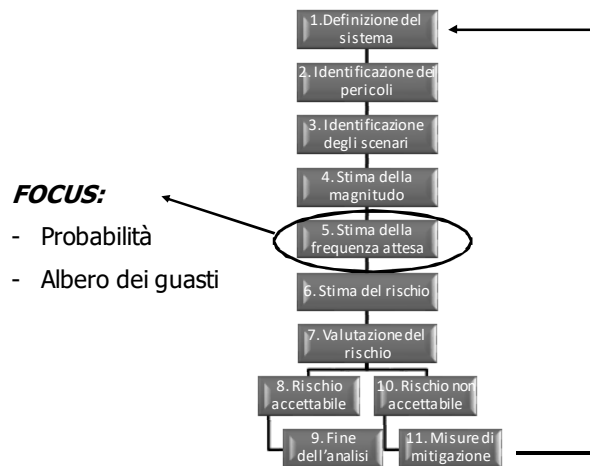 1.Definizione del
sistema
2. Identificazione dei
pericoli
3. Identificazione
degli scenari
4. Stima della
magnitudo
FOCUS:
- Probabilità
- Albero dei guasti
5. Stima della
frequenza attesa
6. Stima del rischio
7. Valutazione del
rischio
8. Rischio
accettabile
10. Rischio non
accettabile
9. Fine
dell'analisi
11. Misure di
mitigazione